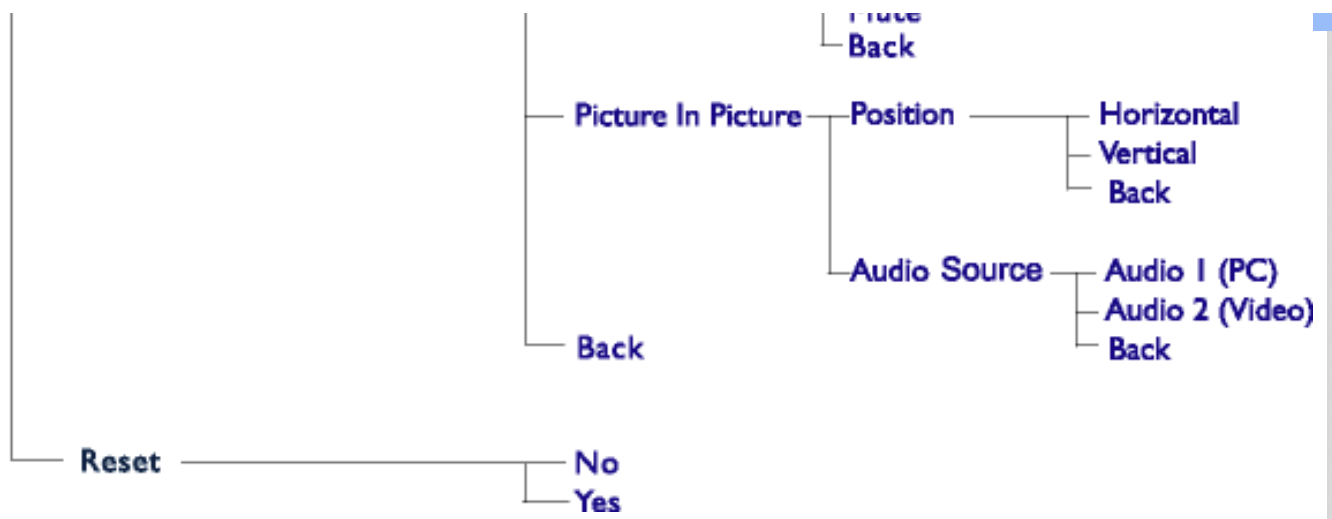 Mute
Back
Picture In Picture Position Horizontal
Vertical
Back
Audio Source Audio 1 (PC)
Audio 2 (Video)
Back Back
Reset No
Yes